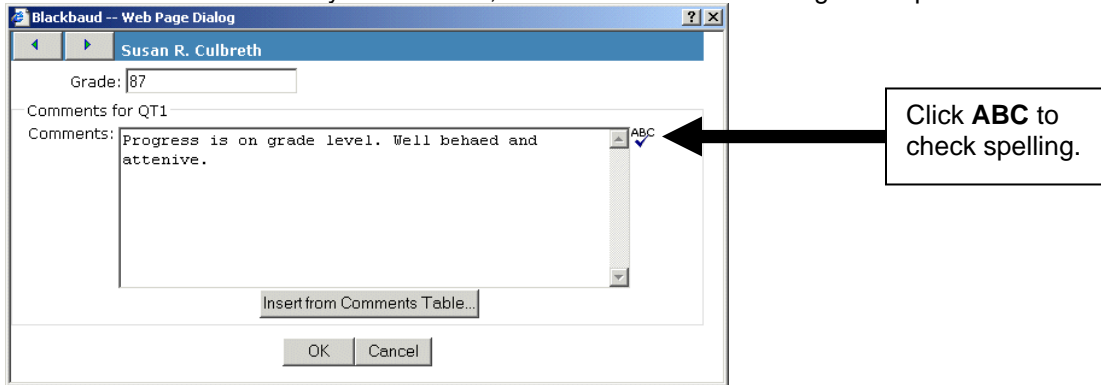 Blackbaud -- Web Page Dialog
Susan R. Culbreth
Grade: 87
Comments for QT1
Comments: Progress is on grade level. Well behaed and
attenive.
ABC
Insert from Comments Table...
OK Cancel
Click ABC to
check spelling.